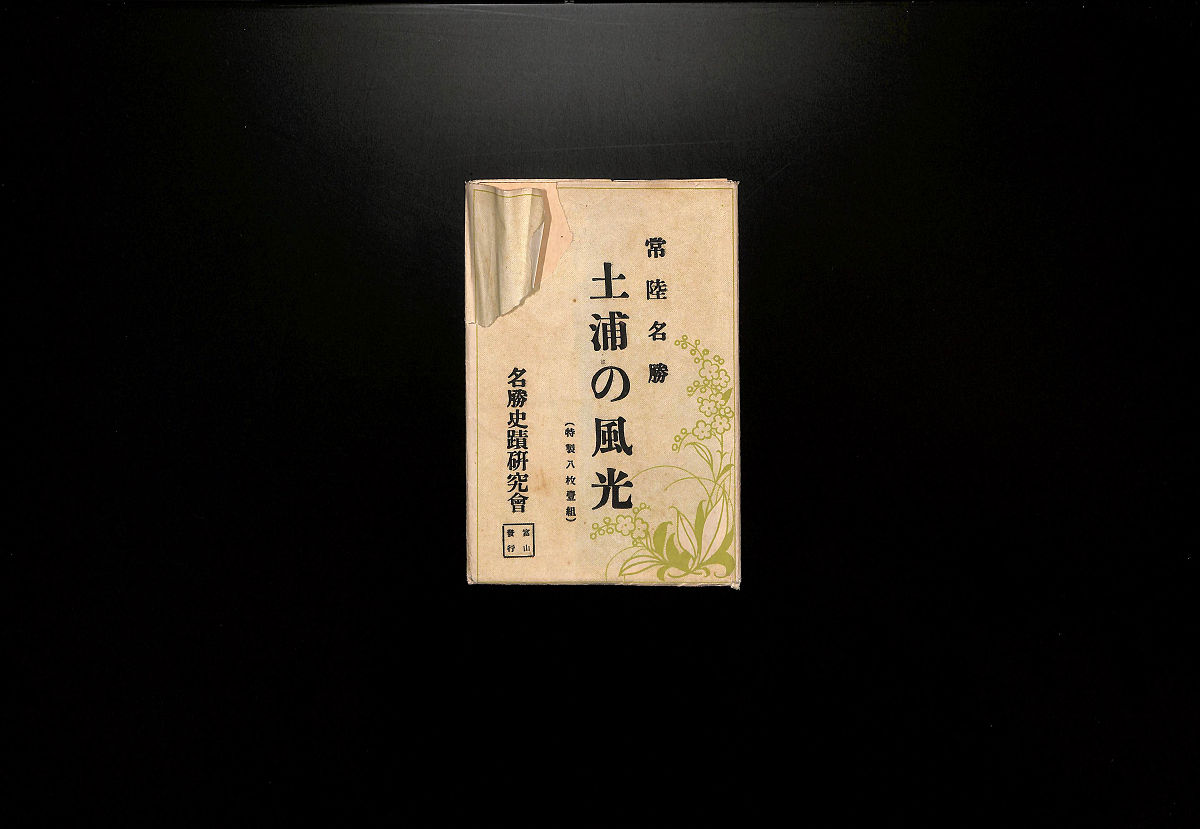 常陸名勝
土浦の風光
(特製八枚壹組)
名勝史蹟研究會
富山
發行